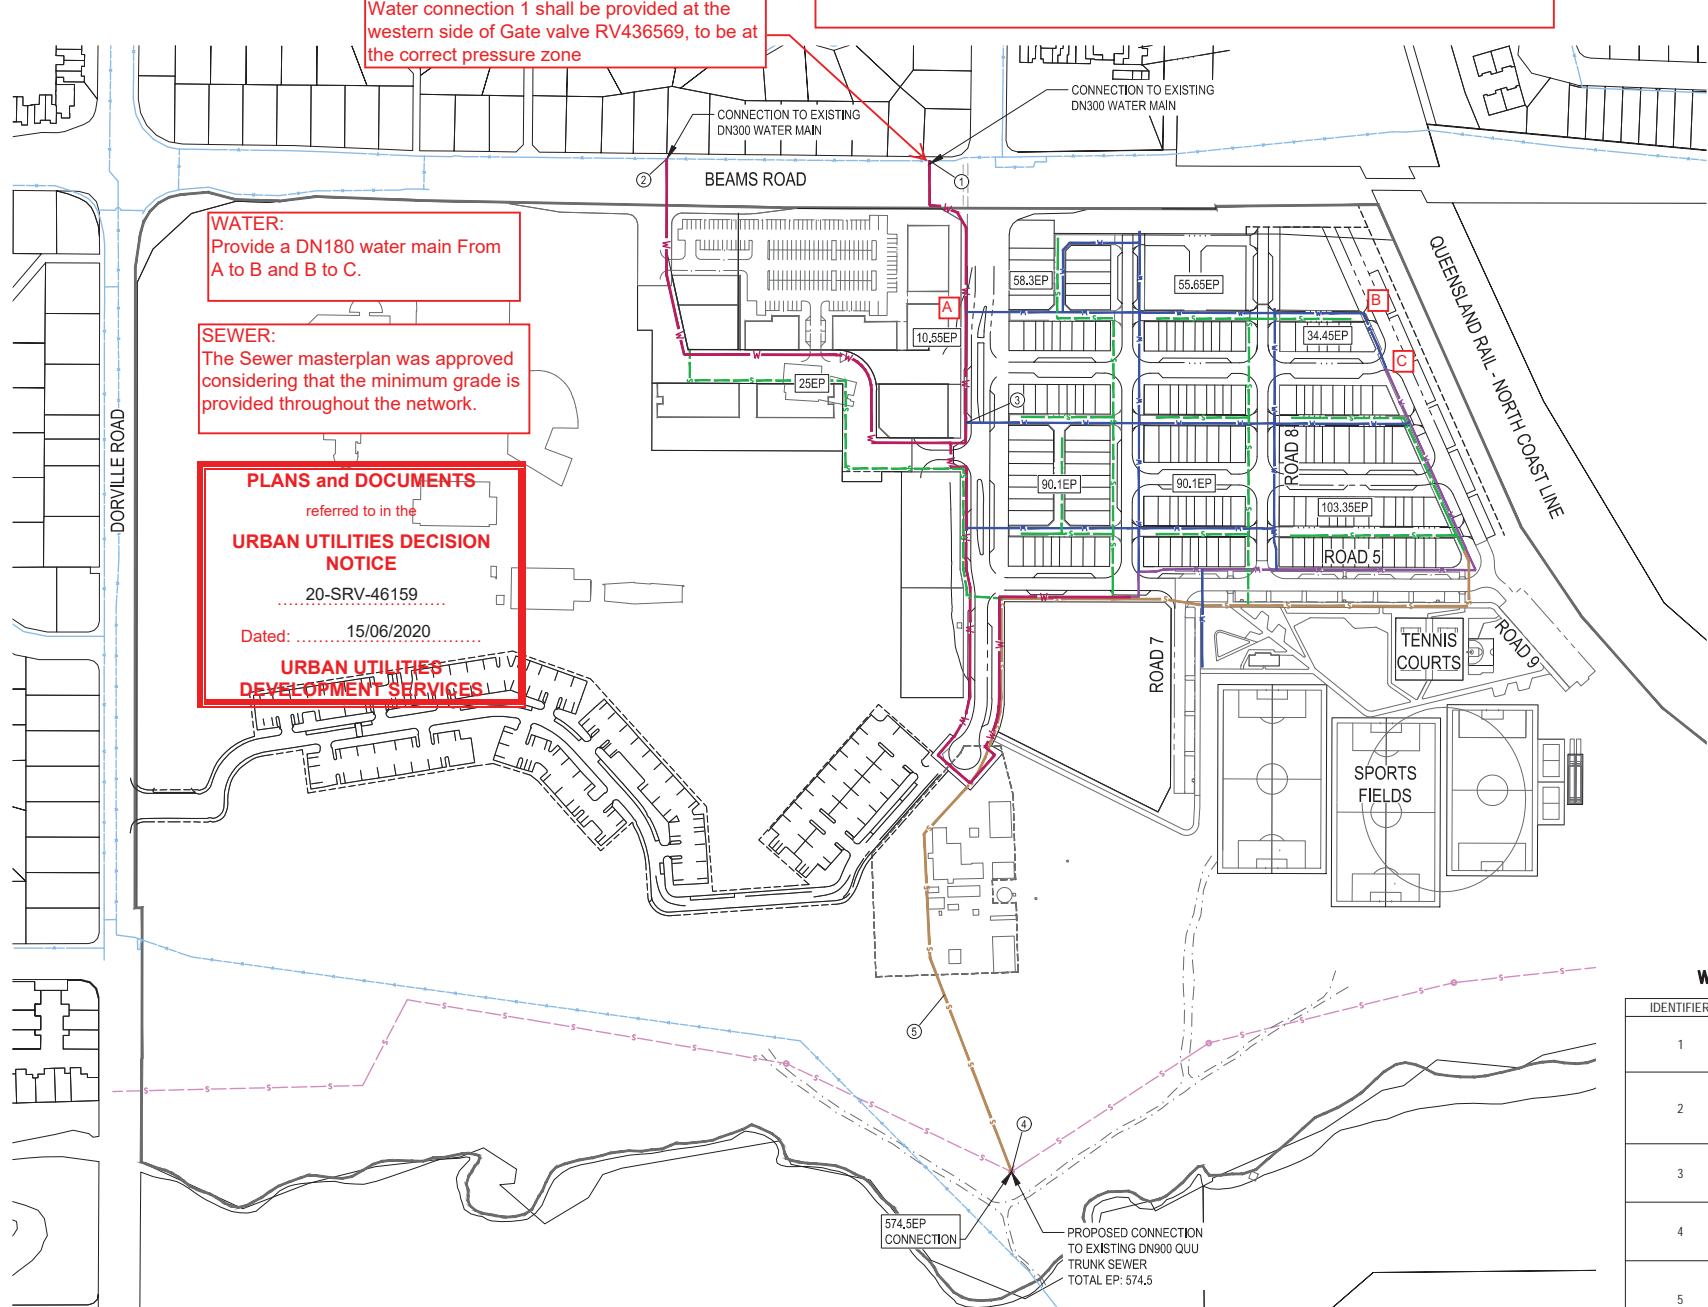 Water connection 1 shall be provided at the
western side of Gate valve RV436569, to be at
the correct pressure zone
CONNECTION TO EXISTING
DN300 WATER MAIN
CONNECTION TO EXISTING
DN300 WATER MAIN
2
BEAMS ROAD
1
WATER:
Provide a DN180 water main From
A to B and B to C.
SEWER:
The Sewer masterplan was approved
considering that the minimum grade is
provided throughout the network.
PLANS and DOCUMENTS
referred to in the
URBAN UTILITIES DECISION
NOTICE
20-SRV-46159
Dated: 15/06/2020
URBAN UTILITIES
DEVELOPMENT SERVICES
DORVILLE ROAD
QUEENSLAND RAIL - NORTH COAST LINE
58.3EP
55.65EP
A
B
10.55EP
34.45EP
C
25EP
3
ROAD 8
90.1EP
90.1EP
103.35EP
ROAD 5
ROAD 7
TENNIS
COURTS
ROAD 9
SPORTS
FIELDS
5
4
574.5EP
CONNECTION
PROPOSED CONNECTION
TO EXISTING DN900 QUU
TRUNK SEWER
TOTAL EP: 574.5
W
IDENTIFIER
1
2
3
4
5